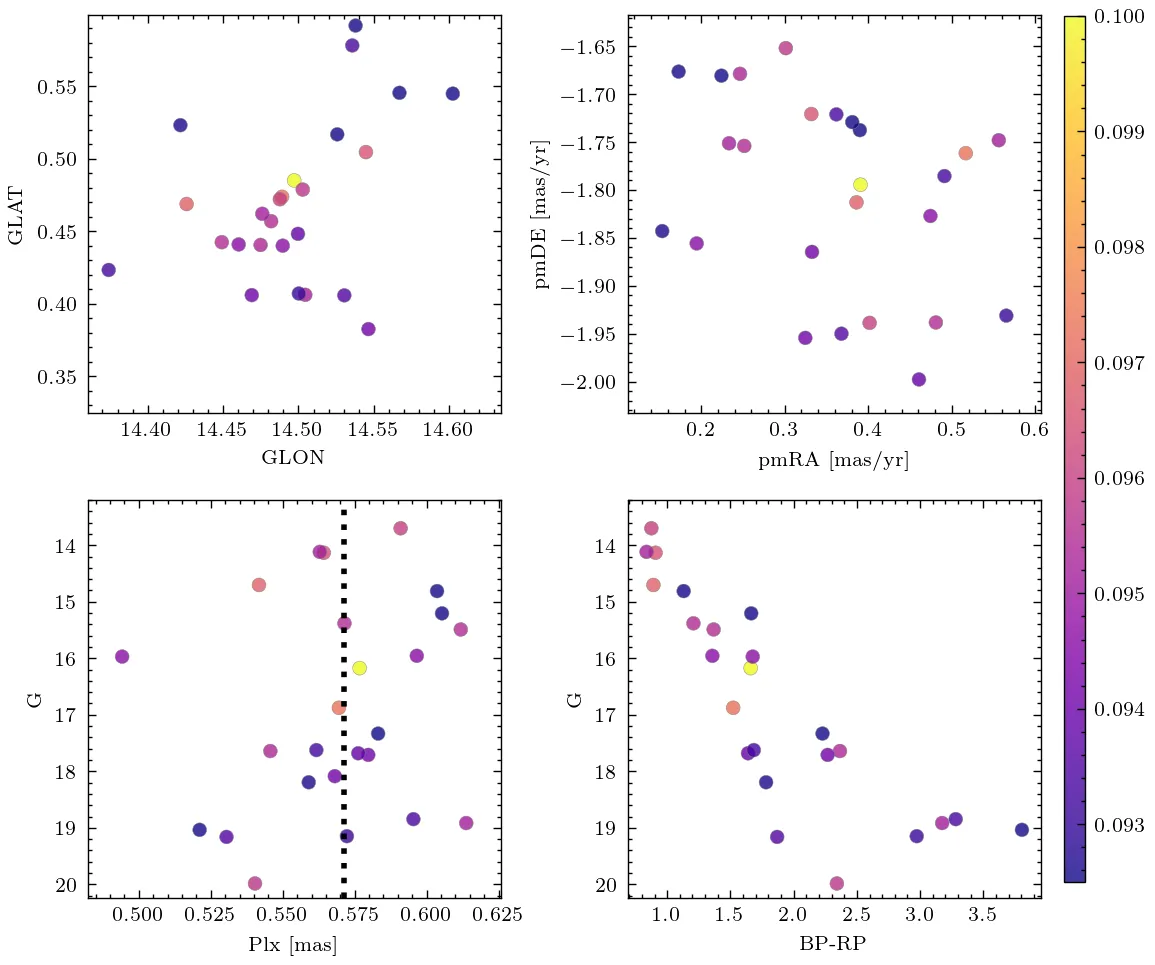 0.55
0.50
0.45
0.40
0.35
GLAT
14.40 14.45 14.50 14.55 14.60
GLON
−1.65
−1.70
−1.75
−1.80
−1.85
−1.90
−1.95
−2.00
pmDE [mas/yr]
0.2 0.3 0.4 0.5 0.6
pmRA [mas/yr]
0.100
0.099
0.098
0.097
0.096
0.095
0.094
0.093
14
15
16
17
18
19
20
G
0.500 0.525 0.550 0.575 0.600 0.625
Plx [mas]
14
15
16
17
18
19
20
G
1.0 1.5 2.0 2.5 3.0 3.5
BP-RP